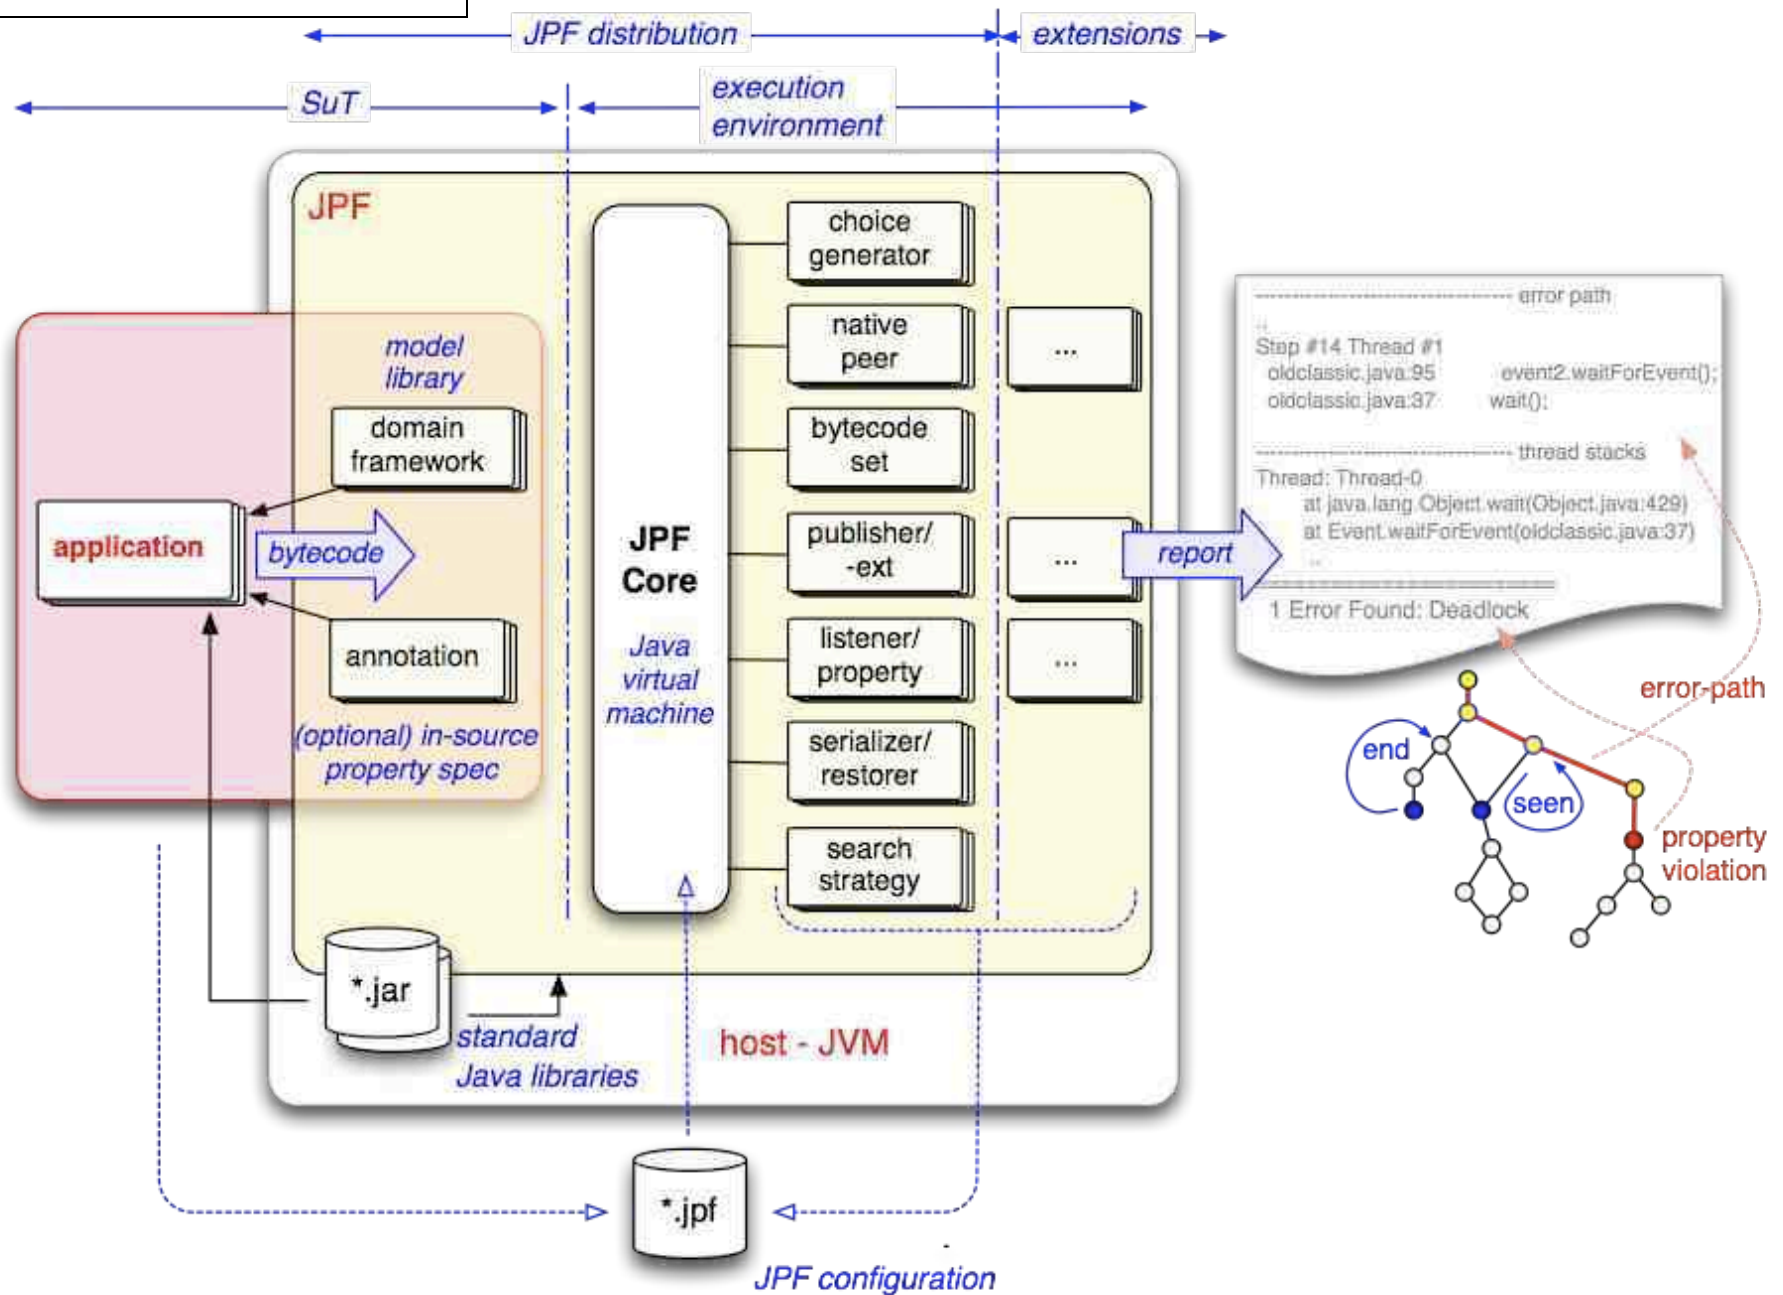 JPF distribution
extensions
SuT
execution
environment
JPF
choice
generator
native
peer
...
bytecode
set
publisher/
-ext
...
listener/
property
...
serializer/
restorer
search
strategy
JPF
Core
Java
virtual
machine
model
library
domain
framework
application
bytecode
annotation
(optional) in-source
property spec
*.jar
standard
Java libraries
host - JVM
*.jpf
JPF configuration
report
---------------------------------- error path
..
Step #14 Thread #1
oldclassic.java:95 event2.waitForEvent();
oldclassic.java:37 wait();
---------------------------------- thread stacks
Thread: Thread-0
at java.lang.Object.wait(Object.java:429)
at Event.waitForEvent(oldclassic.java:37)
..
========================
1 Error Found: Deadlock
error-path
end
seen
property
violation